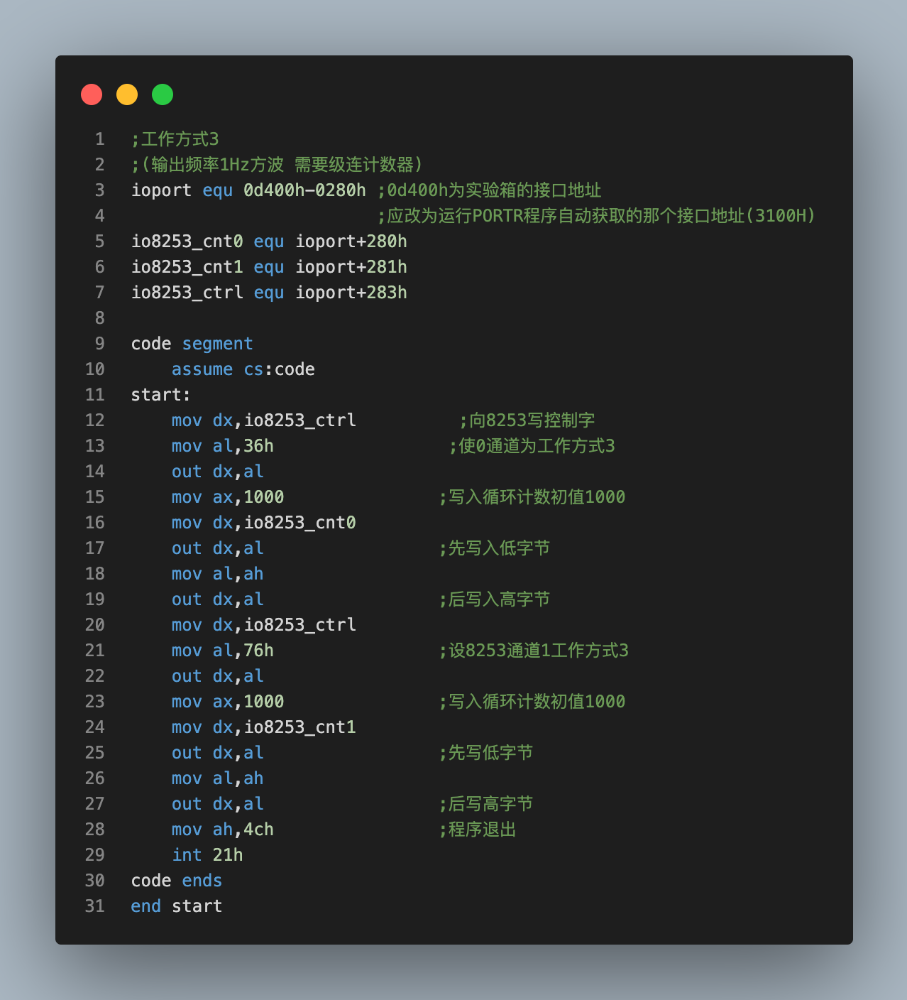 1 ;工作方式3
2 ;(输出频率1Hz方波 需要级连计数器)
3 ioport equ 0d400h-0280h ;0d400h为实验箱的接口地址
4 ;应改为运行PORTR程序自动获取的那个接口地址(3100H)
5 io8253_cnt0 equ ioport+280h
6 io8253_cnt1 equ ioport+281h
7 io8253_ctrl equ ioport+283h
8
9 code segment
10 assume cs:code
11 start:
12 mov dx,io8253_ctrl ;向8253写控制字
13 mov al,36h ;使0通道为工作方式3
14 out dx,al
15 mov ax,1000 ;写入循环计数初值1000
16 mov dx,io8253_cnt0
17 out dx,al ;先写入低字节
18 mov al,ah
19 out dx,al ;后写入高字节
20 mov dx,io8253_ctrl
21 mov al,76h ;设8253通道1工作方式3
22 out dx,al
23 mov ax,1000 ;写入循环计数初值1000
24 mov dx,io8253_cnt1
25 out dx,al ;先写低字节
26 mov al,ah
27 out dx,al ;后写高字节
28 mov ah,4ch ;程序退出
29 int 21h
30 code ends
31 end start